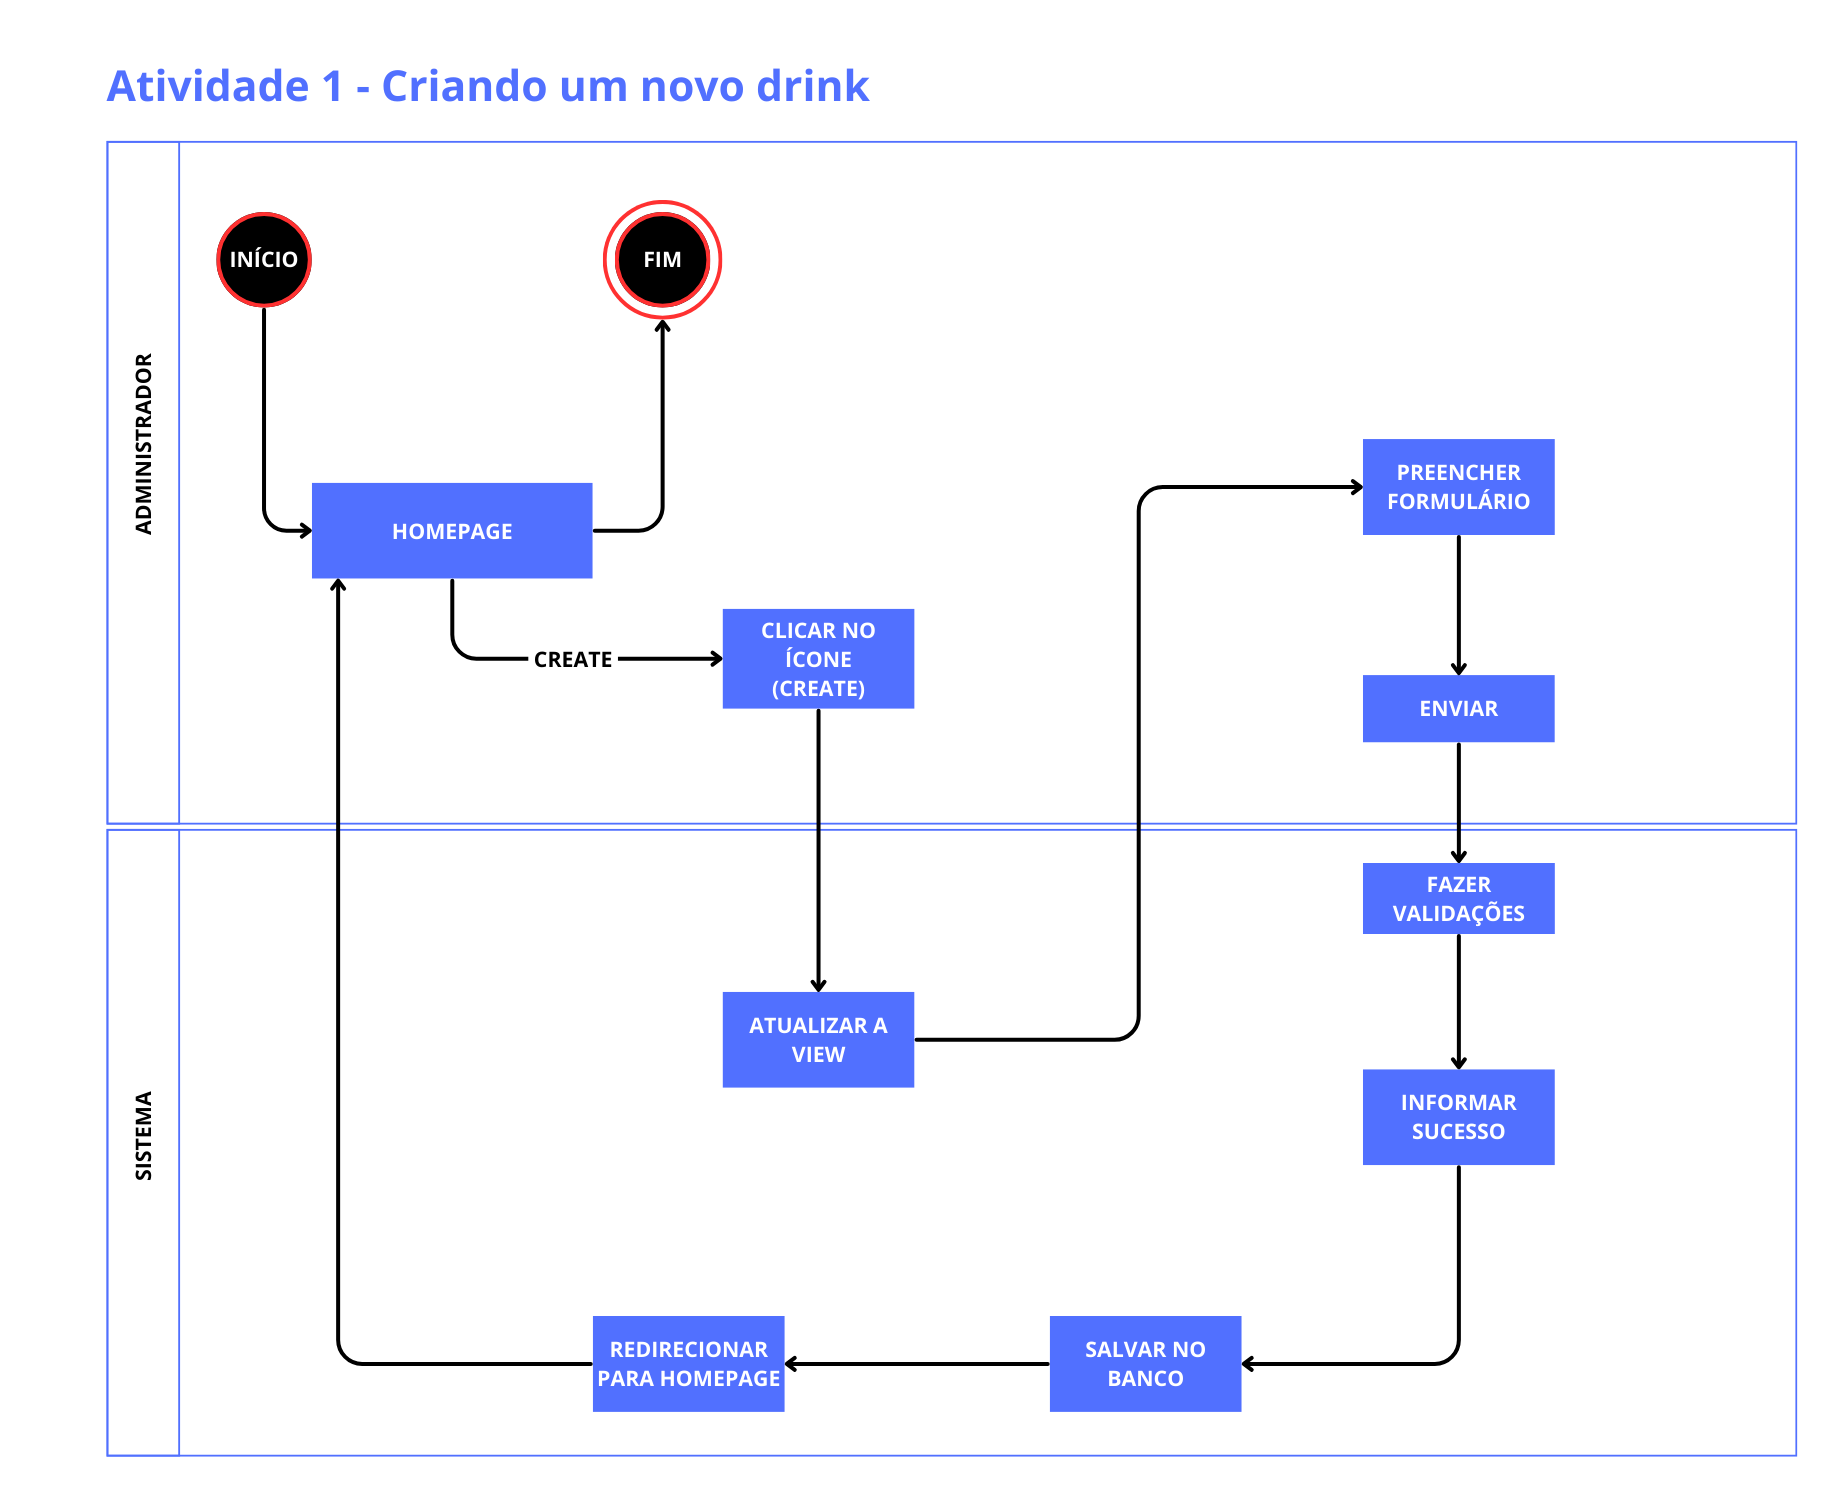 Atividade 1 - Criando um novo drink
ADMINISTRADOR
INÍCIO
FIM
HOMEPAGE
CREATE
CLICAR NO
ÍCONE
(CREATE)
PREENCHER
FORMULÁRIO
ENVIAR
SISTEMA
FAZER
VALIDAÇÕES
ATUALIZAR A
VIEW
INFORMAR
SUCESSO
REDIRECIONAR
PARA HOMEPAGE
SALVAR NO
BANCO